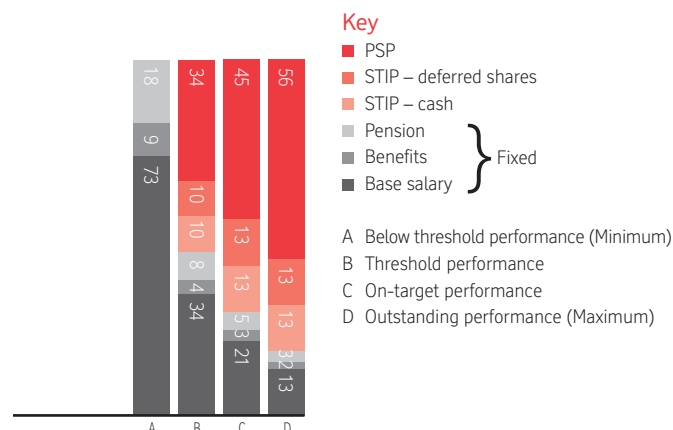 Key
PSP
STIP – deferred shares
STIP – cash
Pension
Benefits
Base salary
Fixed
A Below threshold performance (Minimum)
B Threshold performance
C On-target performance
D Outstanding performance (Maximum)
18
9
73
34
10
10
8
4
34
45
13
13
5
3
21
56
13
13
3
2
13
A B C D